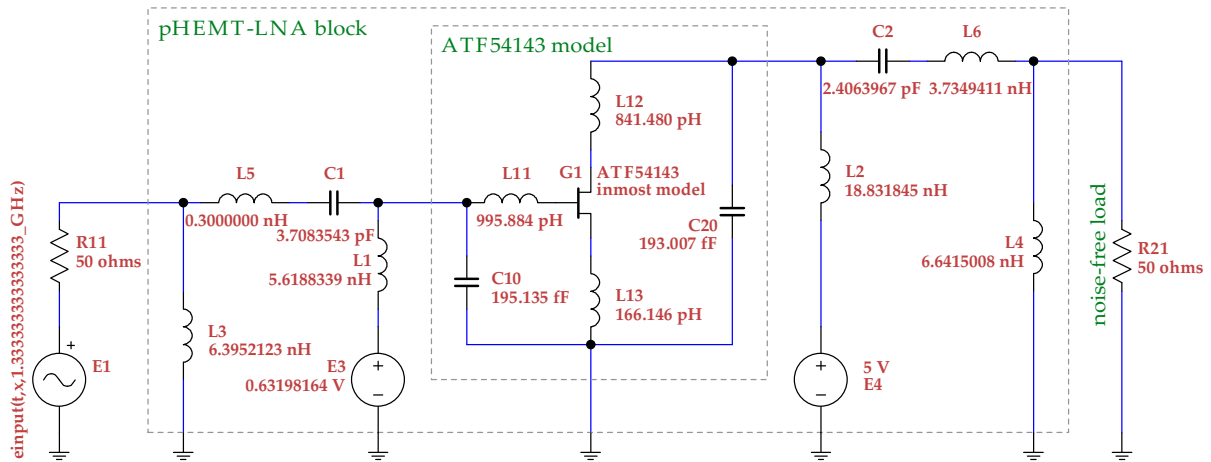 pHEMT-LNA block
ATF54143 model
C2
L6
2.4063967 pF
3.7349411 nH
L12
841.480 pH
L5
C1
0.3000000 nH
3.7083543 pF
L11
995.884 pH
G1
ATF54143
inmost model
L2
18.831845 nH
C20
193.007 fF
R11
50 ohms
L1
5.6188339 nH
C10
195.135 fF
L13
166.146 pH
L4
6.6415008 nH
R21
50 ohms
noise-free load
L3
6.3952123 nH
+
E1
E3
0.63198164 V
+
−
+
−
5 V
E4